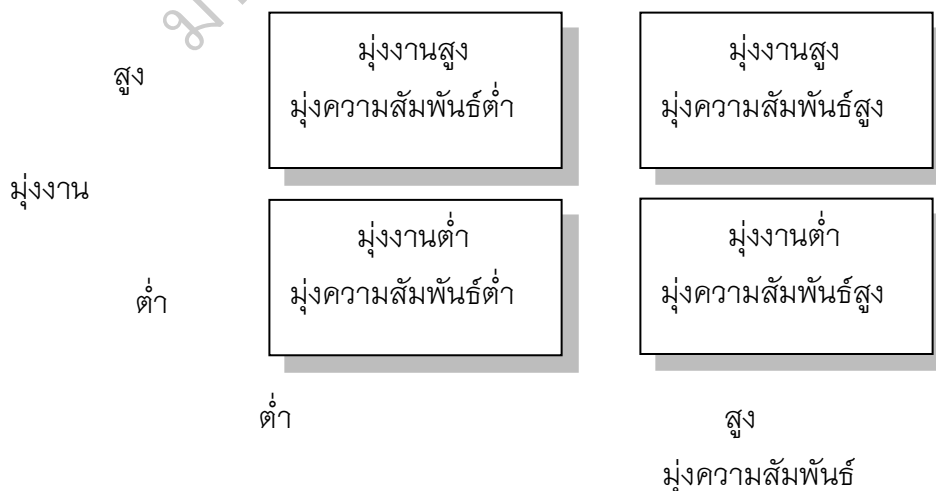 สูง
มุ่งงานสูง
มุ่งความสัมพันธ์ต่ำ
มุ่งงานสูง
มุ่งความสัมพันธ์สูง
มุ่งงาน
ต่ำ
มุ่งงานต่ำ
มุ่งความสัมพันธ์ต่ำ
มุ่งงานต่ำ
มุ่งความสัมพันธ์สูง
ต่ำ
สูง
มุ่งความสัมพันธ์